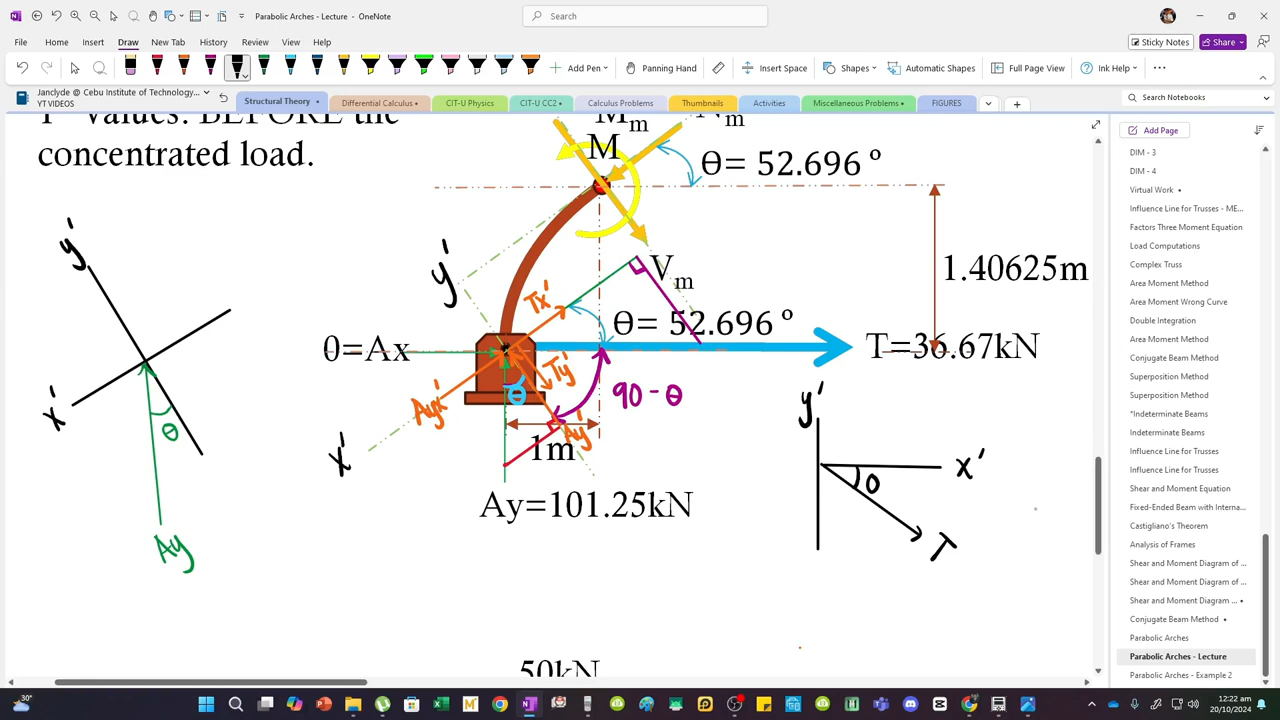 Parabolic Arches - Lecture - OneNote
Search
File Home Insert Draw New Tab History Review View Help
Sticky Notes
Share
Add Pen
Panning Hand
Insert Space
Shapes
Automatic Shapes
Full Page View
Ink Help
Janclyde @ Cebu Institute of Technology...
YT VIDEOS
Structural Theory
Differential Calculus
CIT-U Physics
CIT-U CC2
Calculus Problems
Thumbnails
Activities
Miscellaneous Problems
FIGURES
Search Notebooks
Add Page
DIM - 3
DIM - 4
Virtual Work
Influence Line for Trusses - ME...
Factors Three Moment Equation
Load Computations
Complex Truss
Area Moment Method
Area Moment Wrong Curve
Double Integration
Area Moment Method
Conjugate Beam Method
Superposition Method
Superposition Method
*Indeterminate Beams
Indeterminate Beams
Influence Line for Trusses
Influence Line for Trusses
Shear and Moment Equation
Fixed-Ended Beam with Interna...
Castigliano's Theorem
Analysis of Frames
Shear and Moment Diagram of ...
Shear and Moment Diagram of ...
Shear and Moment Diagram ...
Conjugate Beam Method
Parabolic Arches
Parabolic Arches - Lecture
Parabolic Arches - Example 2
Values: BEFORE the
concentrated load.
Mm
Nm
M
θ= 52.696 º
y'
y'
Vm
1.40625m
Tx'
θ= 52.696 º
0=Ax
T=36.67kN
Ty'
θ
90 - θ
Ayx'
Ay'
x'
x'
θ
1m
y'
x'
θ
T
Ay=101.25kN
Ay
50kN
30°
12:22 am
20/10/2024